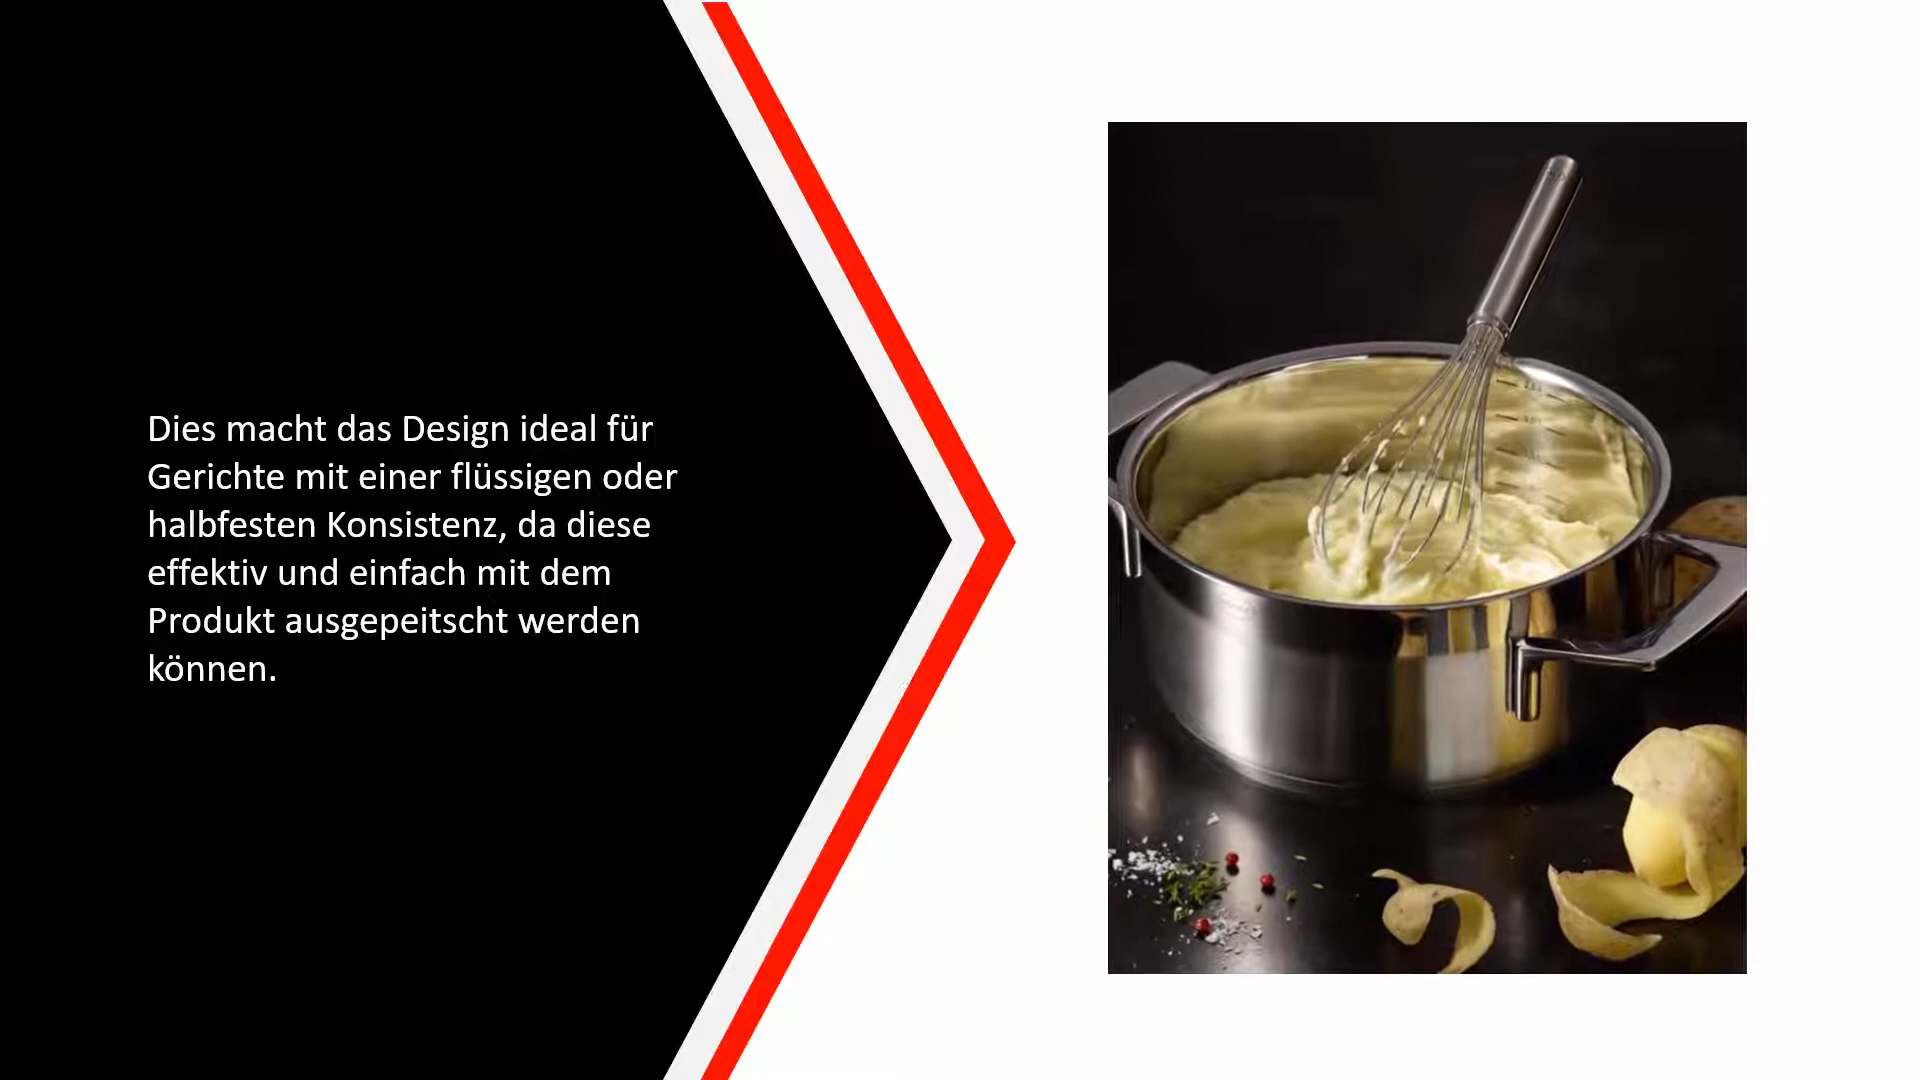 Dies macht das Design ideal für
Gerichte mit einer flüssigen oder
halbfesten Konsistenz, da diese
effektiv und einfach mit dem
Produkt ausgepeitscht werden
können.